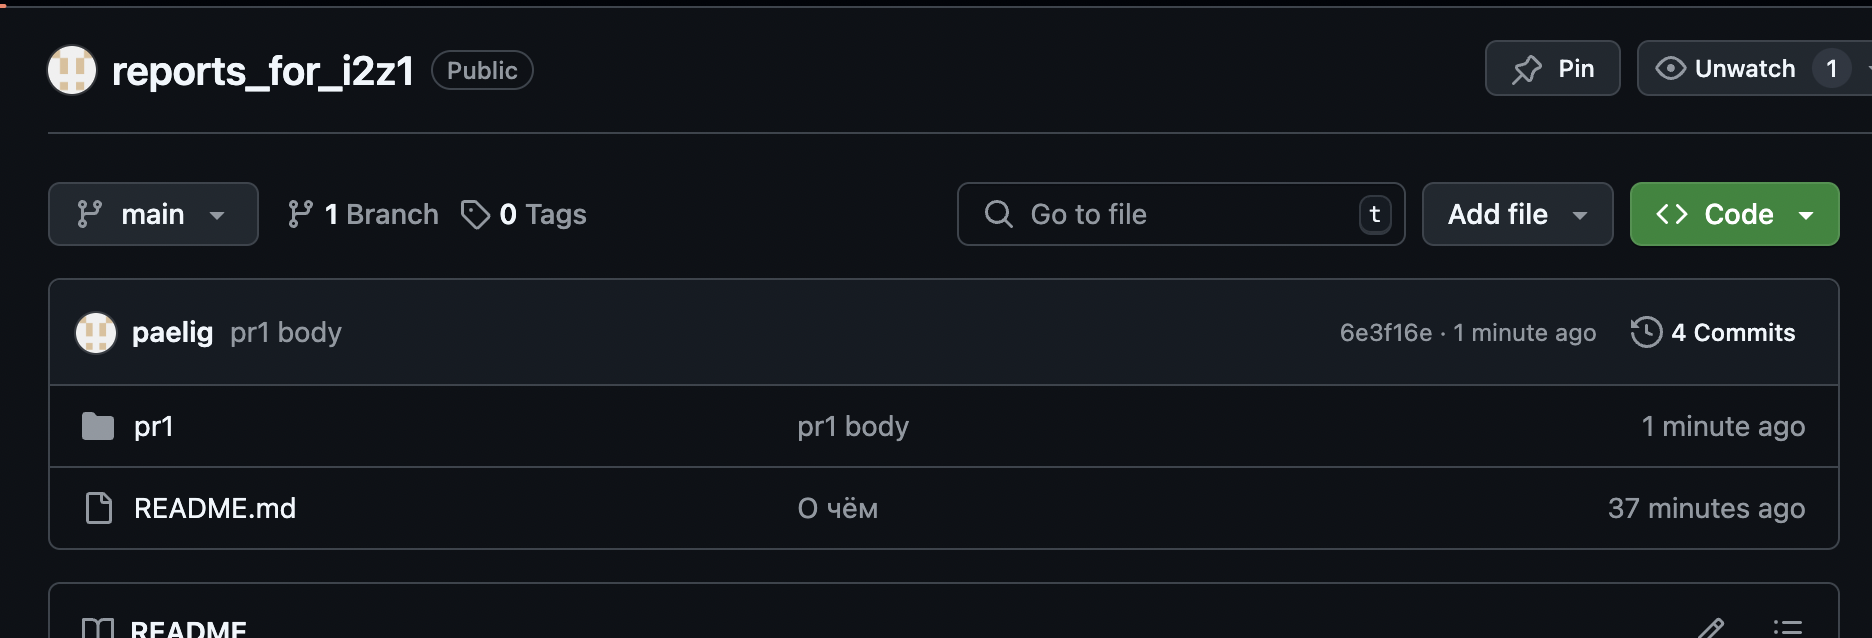 reports_for_i2z1 Public Pin Unwatch 1
main 1 Branch 0 Tags Go to file t Add file Code
paelig pr1 body 6e3f16e · 1 minute ago 4 Commits
pr1 pr1 body 1 minute ago
README.md О чём 37 minutes ago
README